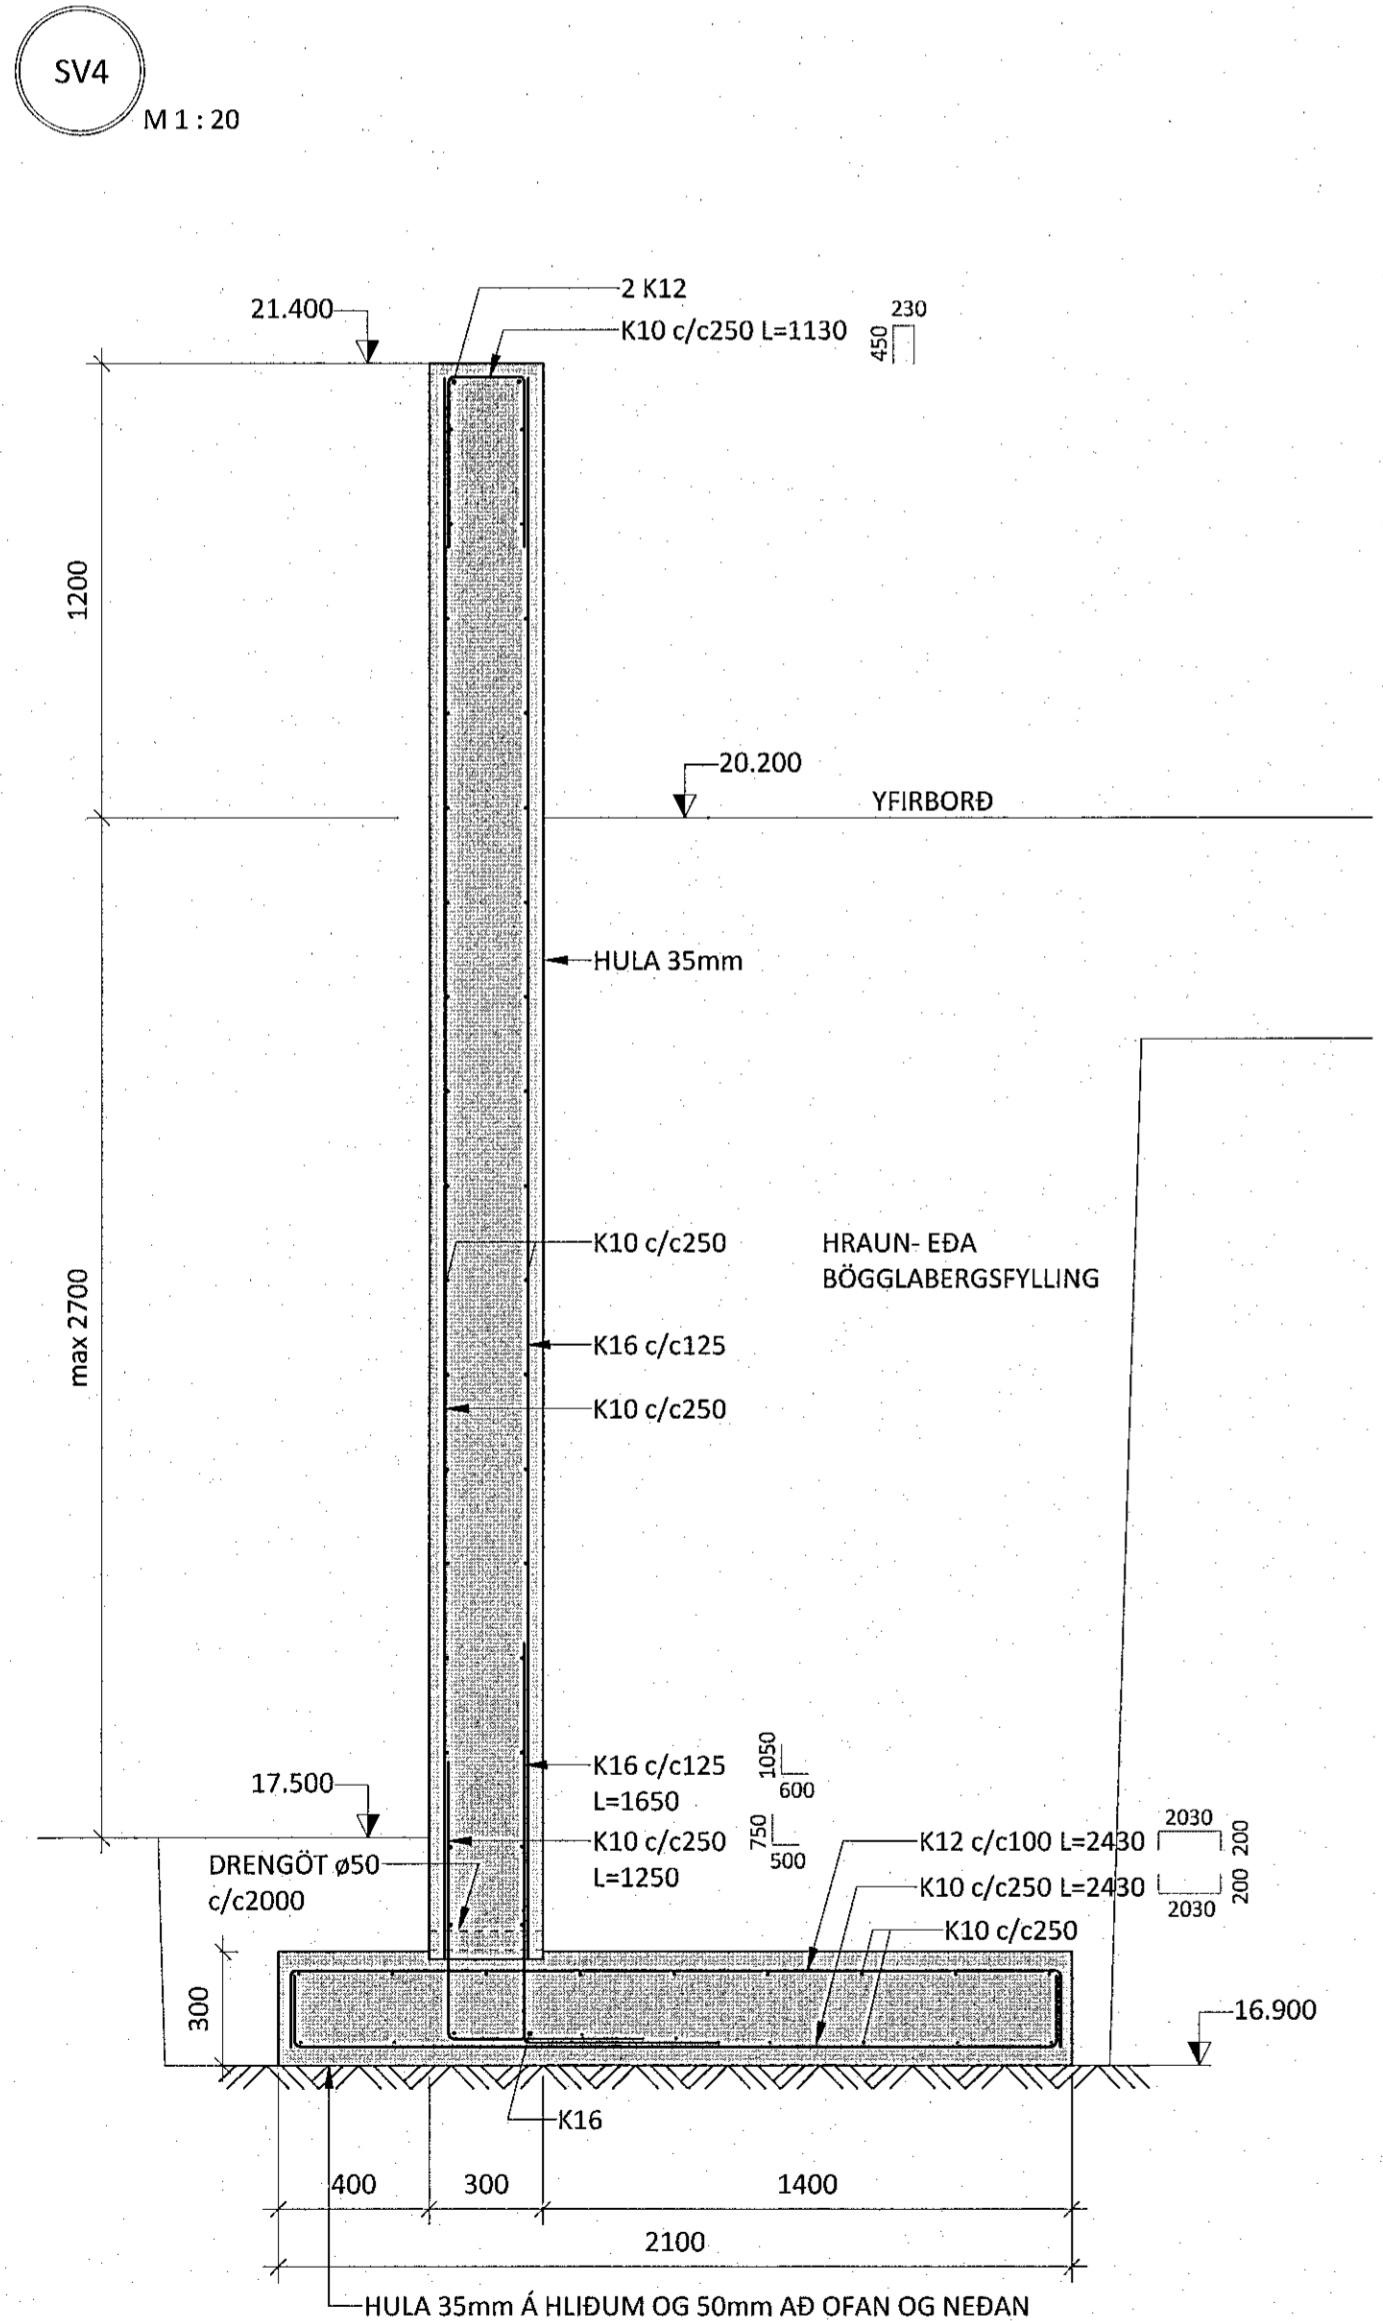 SV4
M 1 : 20
2 K12
21.400
K10 c/c250 L=1130
450
230
1200
20.200
YFIRBORÐ
HULA 35mm
K10 c/c250
HRAUN- EÐA
BÖGGLABERGSFYLLING
max 2700
K16 c/c125
K10 c/c250
17.500
K16 c/c125
L=1650
1050
600
K10 c/c250
L=1250
750
500
K12 c/c100 L=2430
2030
200
DRENGÖT ø50
c/c2000
K10 c/c250 L=2430
200
2030
K10 c/c250
300
16.900
K16
400
300
1400
2100
HULA 35mm Á HLIÐUM OG 50mm AÐ OFAN OG NEÐAN